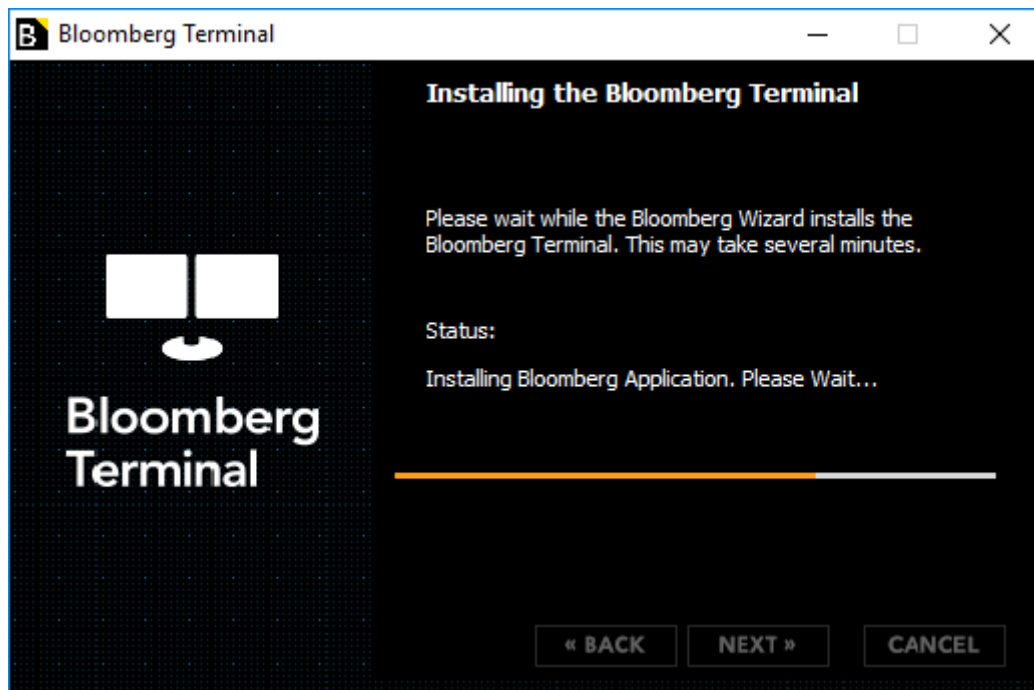 Bloomberg Terminal
Installing the Bloomberg Terminal
Please wait while the Bloomberg Wizard installs the
Bloomberg Terminal. This may take several minutes.
Status:
Installing Bloomberg Application. Please Wait...
Bloomberg
Terminal
« BACK
NEXT »
CANCEL